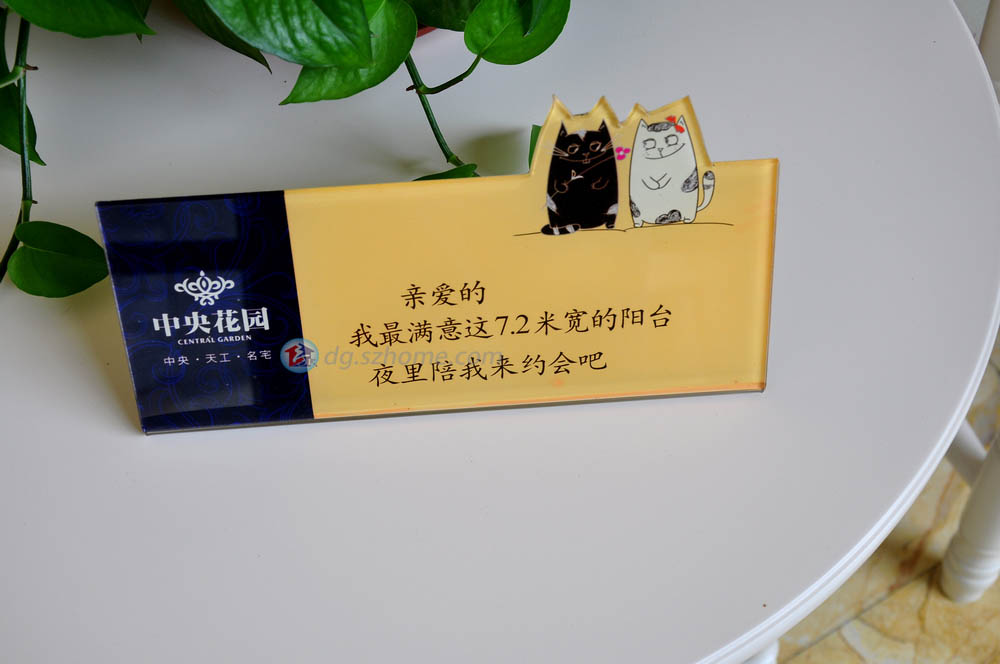 中央花园
CENTRAL GARDEN
中央·天工·名宅
亲爱的
我最满意这7.2米宽的阳台
夜里陪我来约会吧
dg.szhome.com